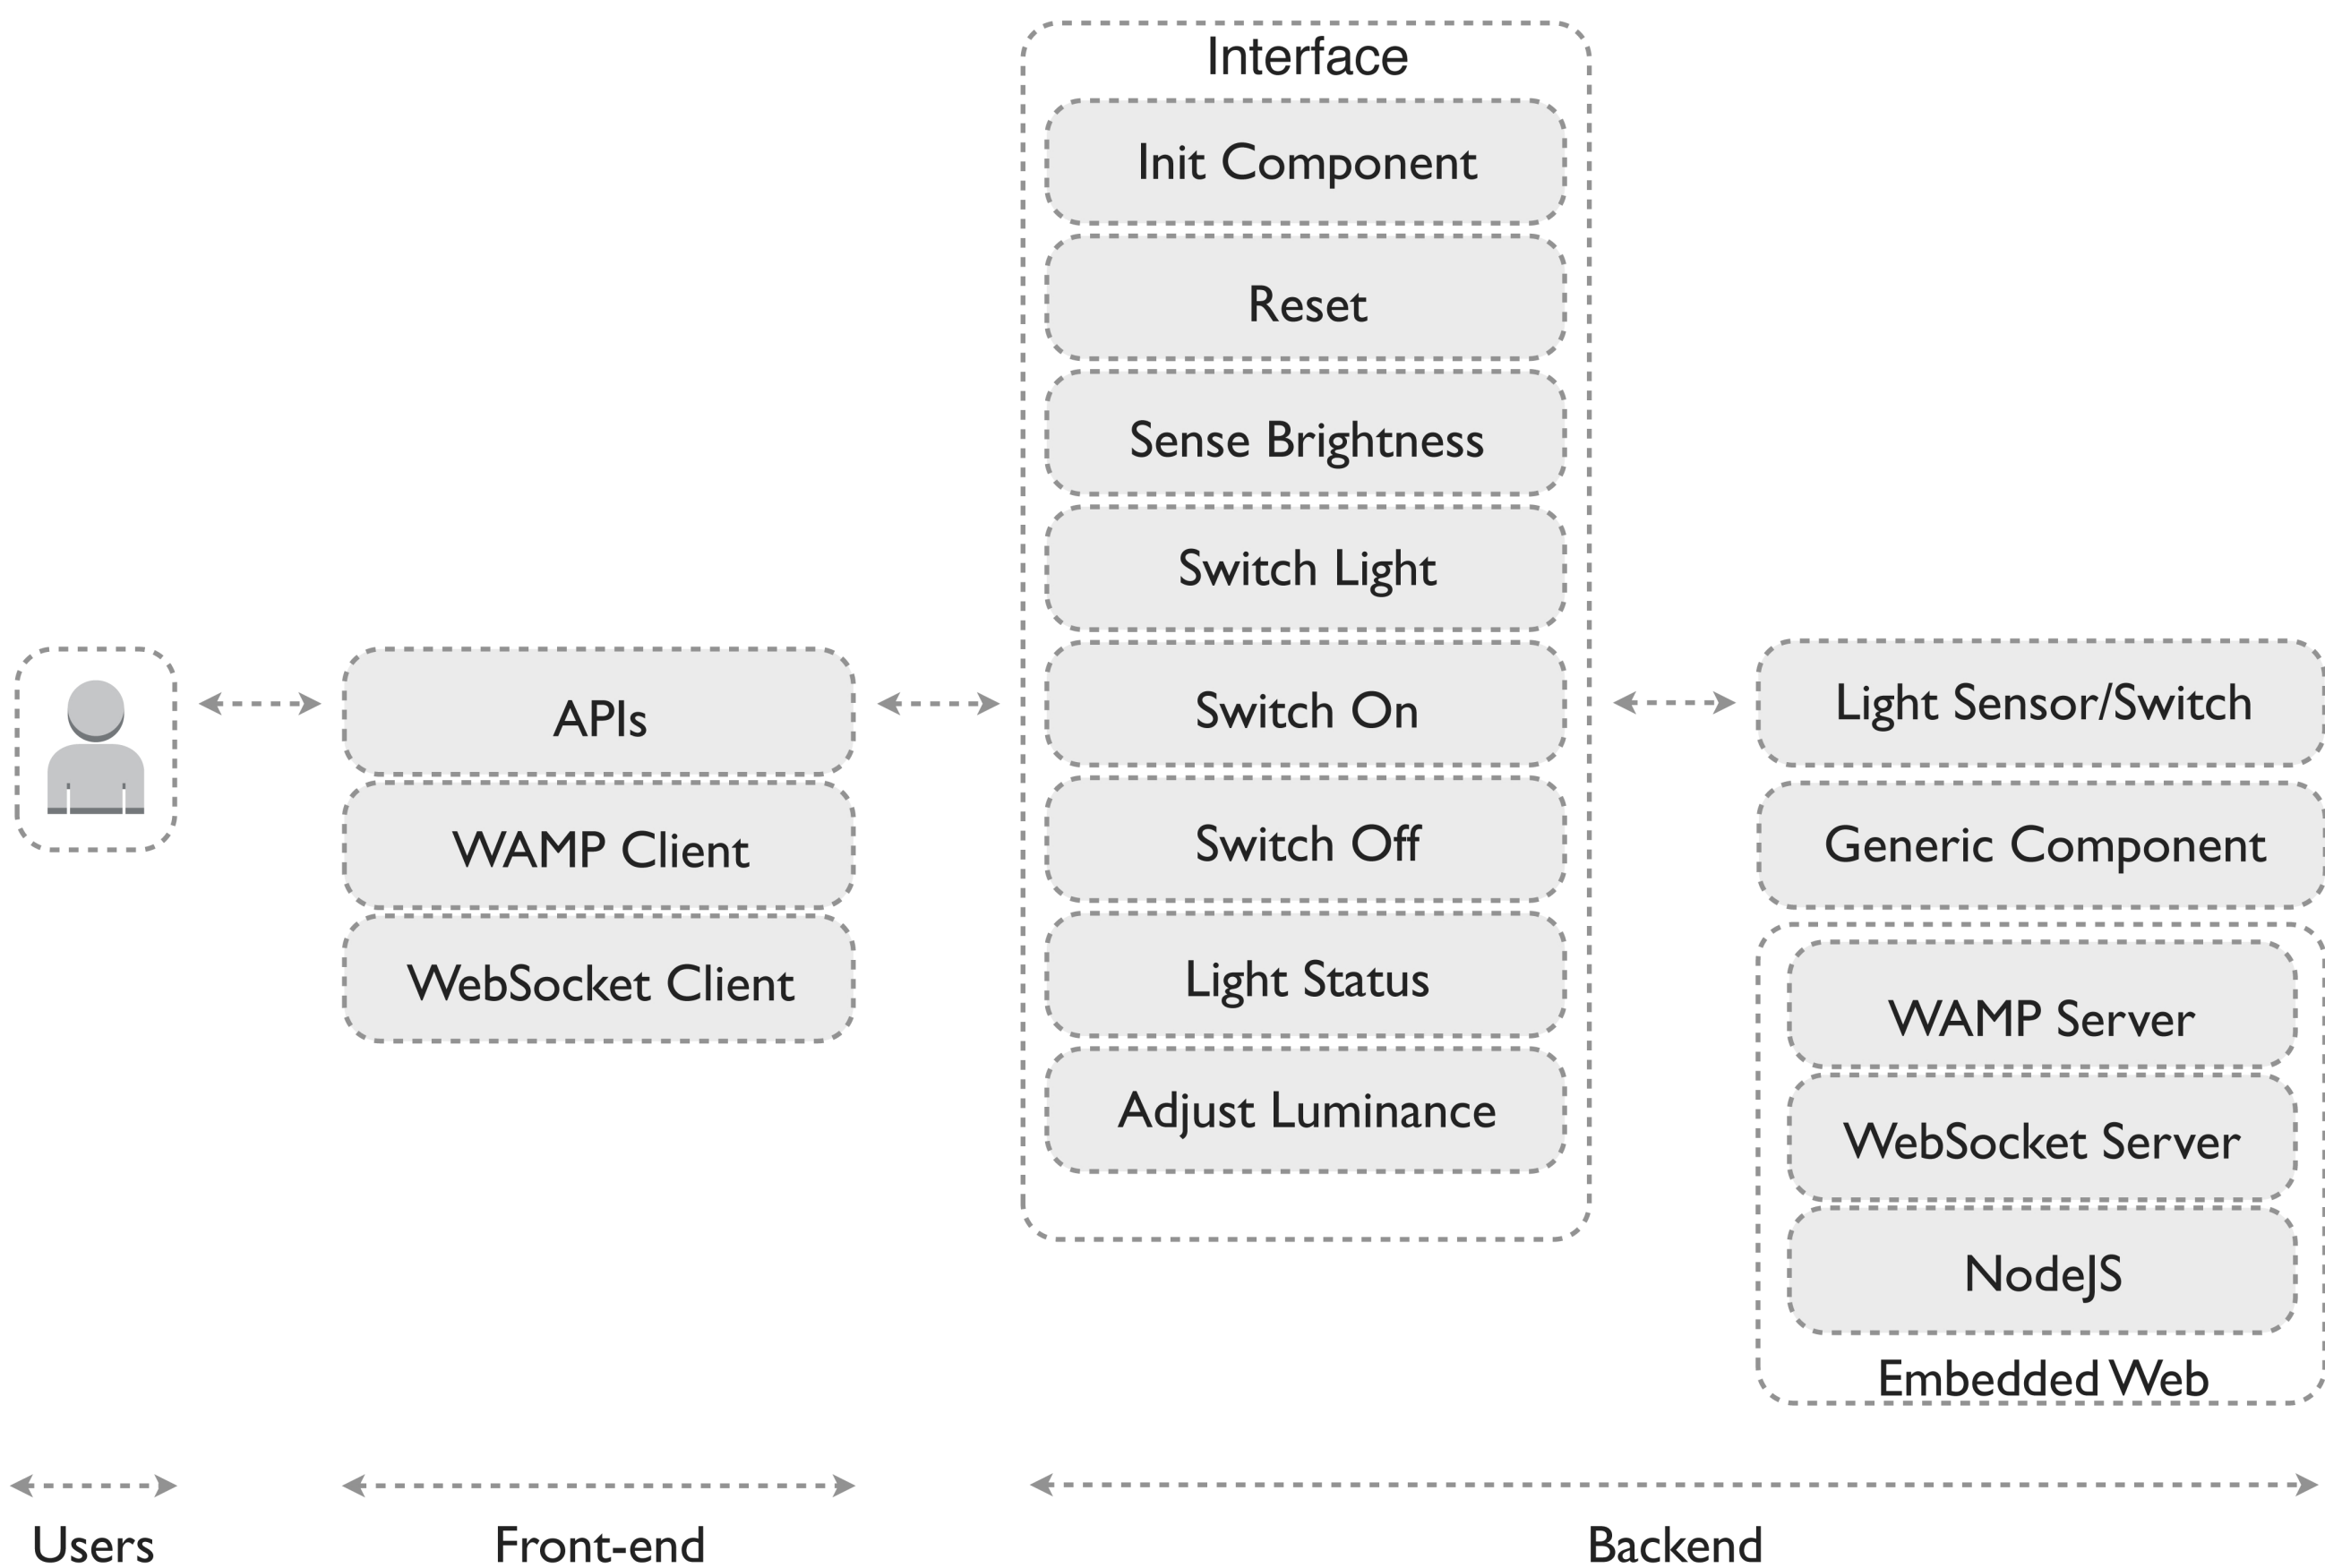 Interface
Init Component
Reset
Sense Brightness
Switch Light
Switch On
Switch Off
Light Status
Adjust Luminance
APIs
WAMP Client
WebSocket Client
Light Sensor/Switch
Generic Component
WAMP Server
WebSocket Server
NodeJS
Embedded Web
Users
Front-end
Backend